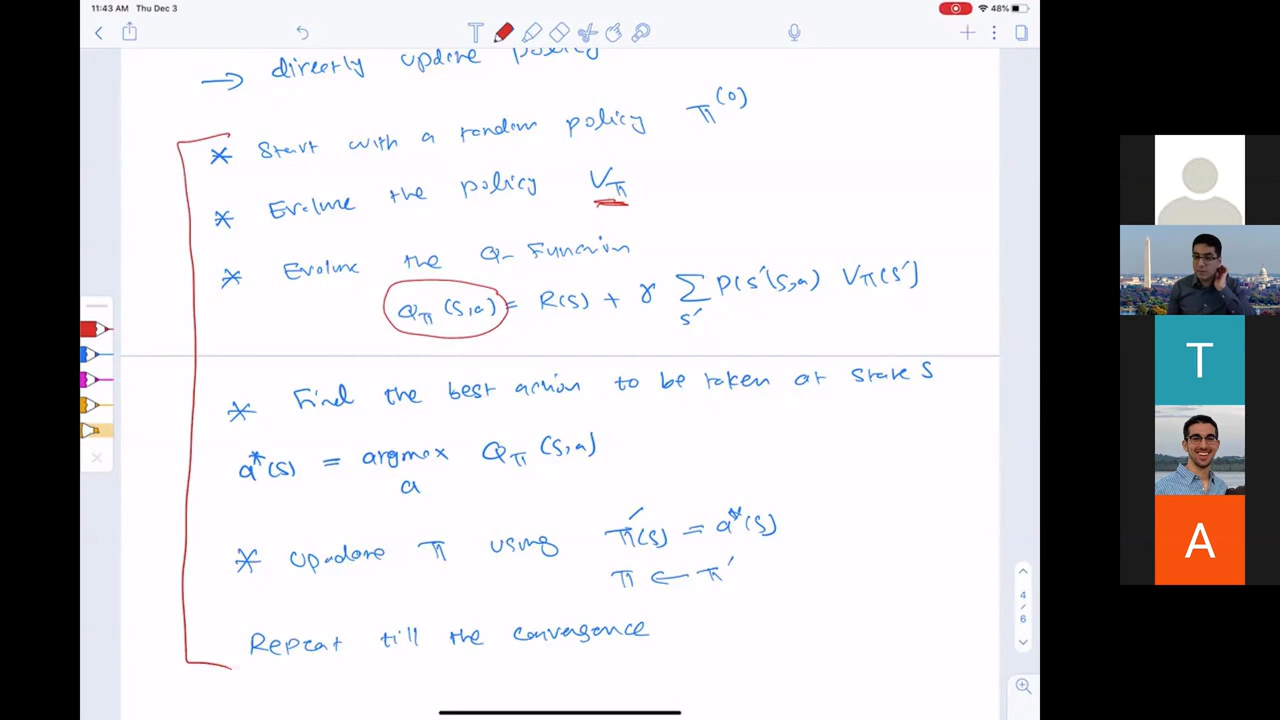 11:43 AM Thu Dec 3
48%
→ directly update policy
* Start with a random policy π^(0)
* Evalute the policy V_π
* Evalute the Q- Function
Q_π (s,a) = R(s) + γ Σ_s' P(s'|s,a) V_π(s')
* Find the best action to be taken at state s
a*(s) = argmax_a Q_π (s,a)
* Update π using π'(s) = a*(s)
π ← π'
Repeat till the convergence
4
/
6
T
A